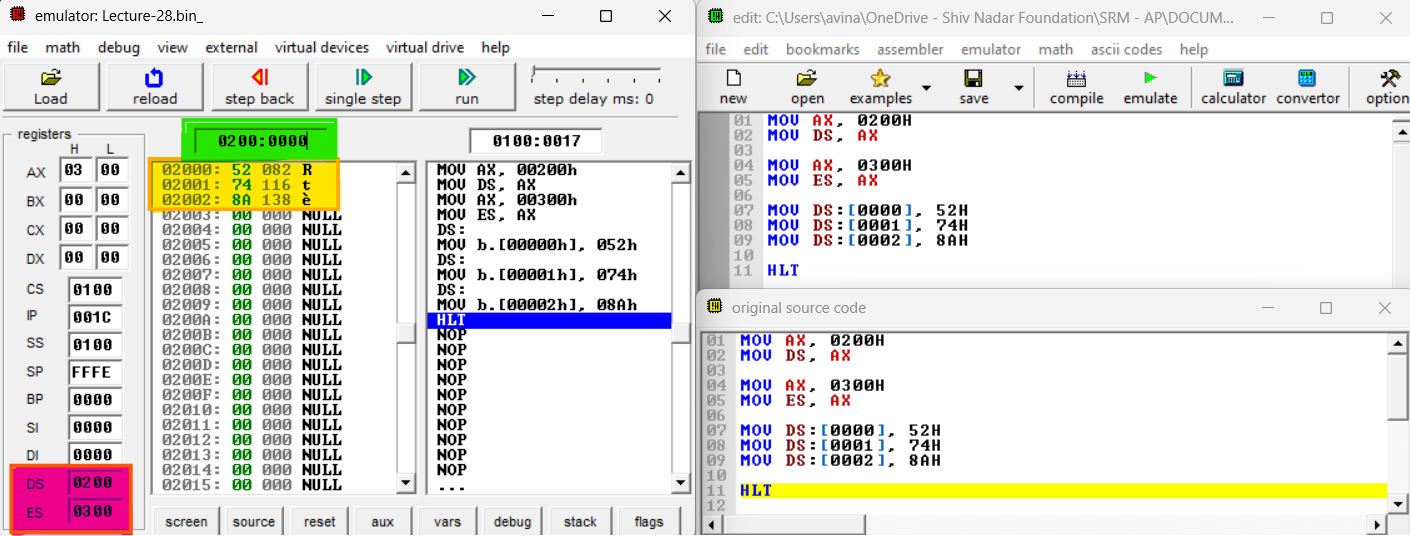 emulator: Lecture-28.bin_
file math debug view external virtual devices virtual drive help
Load reload step back single step run step delay ms: 0
registers
H L
AX 03 00
BX 00 00
CX 00 00
DX 00 00
CS 0100
IP 001C
SS 0100
SP FFFE
BP 0000
SI 0000
DI 0000
DS 0200
ES 0300
0200:0000
02000: 52 082 R
02001: 74 116 t
02002: 8A 138 è
02003: 00 000 NULL
02004: 00 000 NULL
02005: 00 000 NULL
02006: 00 000 NULL
02007: 00 000 NULL
02008: 00 000 NULL
02009: 00 000 NULL
0200A: 00 000 NULL
0200B: 00 000 NULL
0200C: 00 000 NULL
0200D: 00 000 NULL
0200E: 00 000 NULL
0200F: 00 000 NULL
02010: 00 000 NULL
02011: 00 000 NULL
02012: 00 000 NULL
02013: 00 000 NULL
02014: 00 000 NULL
02015: 00 000 NULL
0100:0017
MOV AX, 00200h
MOV DS, AX
MOV AX, 00300h
MOV ES, AX
DS:
MOV b.[00000h], 052h
DS:
MOV b.[00001h], 074h
DS:
MOV b.[00002h], 08Ah
HLT
NOP
NOP
NOP
NOP
NOP
NOP
NOP
NOP
NOP
NOP
...
screen source reset aux vars debug stack flags
edit: C:\Users\avina\OneDrive - Shiv Nadar Foundation\SRM - AP\DOCUM...
file edit bookmarks assembler emulator math ascii codes help
new open examples save compile emulate calculator convertor option
01 MOV AX, 0200H
02 MOV DS, AX
03
04 MOV AX, 0300H
05 MOV ES, AX
06
07 MOV DS:[0000], 52H
08 MOV DS:[0001], 74H
09 MOV DS:[0002], 8AH
10
11 HLT
original source code
01 MOV AX, 0200H
02 MOV DS, AX
03
04 MOV AX, 0300H
05 MOV ES, AX
06
07 MOV DS:[0000], 52H
08 MOV DS:[0001], 74H
09 MOV DS:[0002], 8AH
10
11 HLT
12